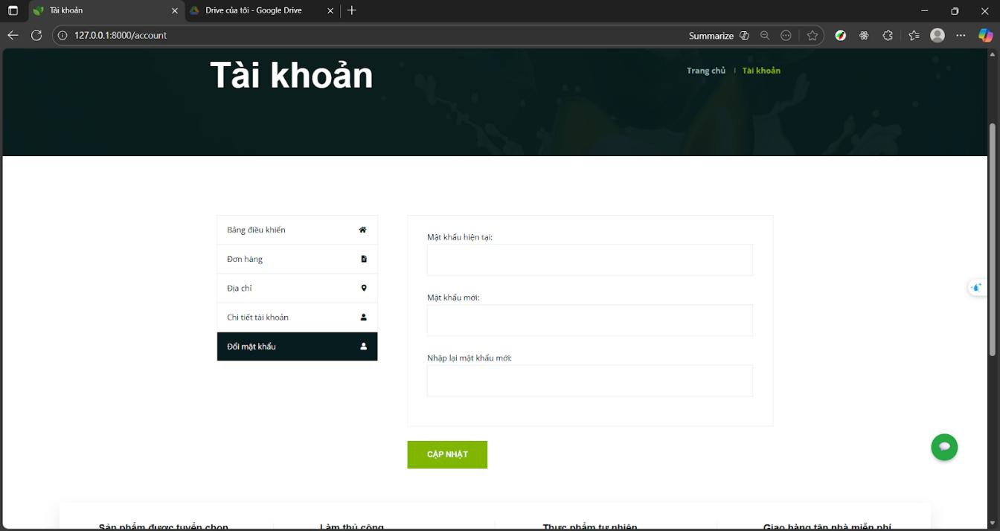 Tài khoản
Drive của tôi - Google Drive
127.0.0.1:8000/account
Summarize
Tài khoản
Trang chủ
Tài khoản
Bảng điều khiển
Đơn hàng
Địa chỉ
Chi tiết tài khoản
Đổi mật khẩu
Mật khẩu hiện tại:
Mật khẩu mới:
Nhập lại mật khẩu mới:
CẬP NHẬT
Sản phẩm được tuyển chọn
Làm thủ công
Thực phẩm tự nhiên
Giao hàng tận nhà miễn phí